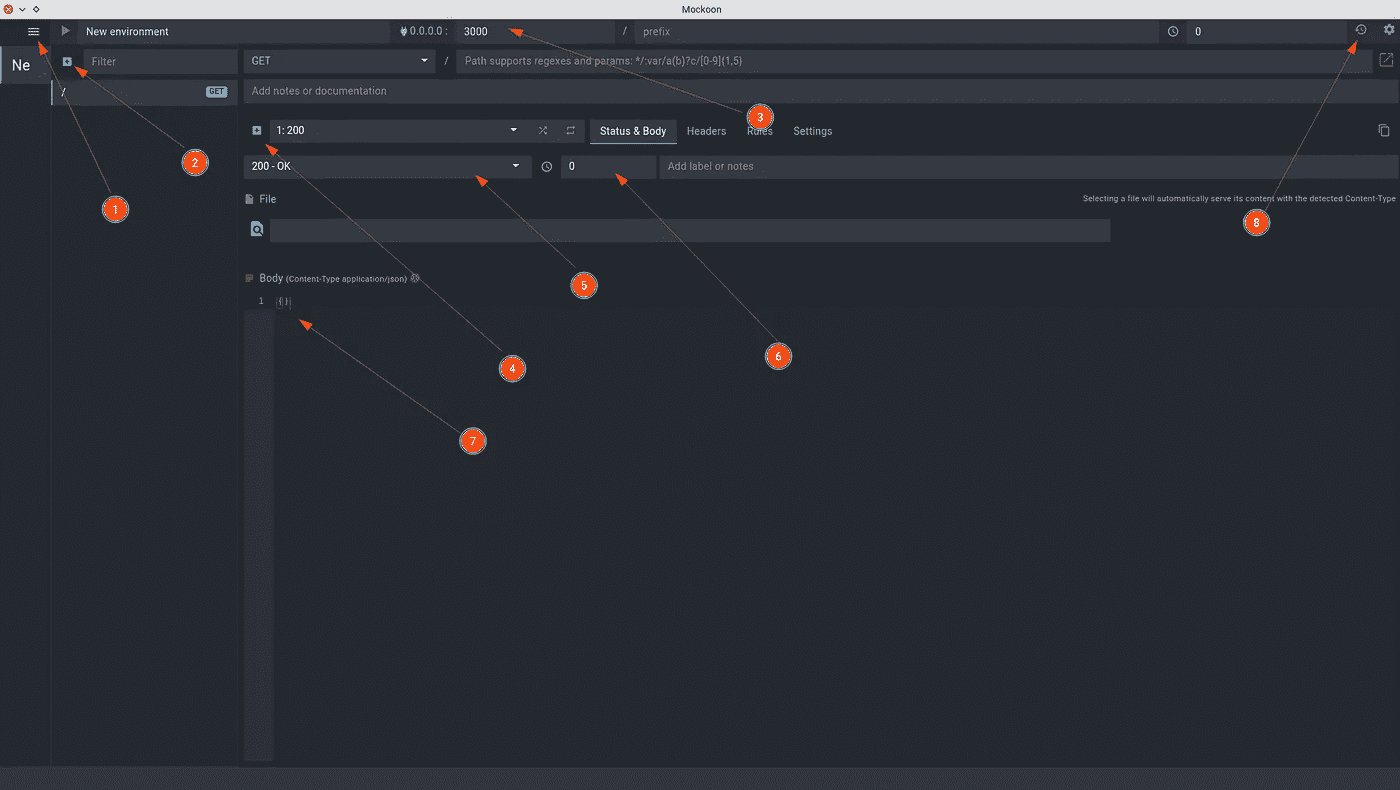 Mockoon
New environment 0.0.0.0 : 3000 / prefix 0
Ne Filter GET / Path supports regexes and params: */:var/a(b)?c/[0-9]{1,5}
/ GET Add notes or documentation
3
1: 200 Status & Body Headers Rules Settings
2
200 - OK 0 Add label or notes
File Selecting a file will automatically serve its content with the detected Content-Type
1
8
Body (Content-Type application/json)
5
1 {}
6
4
7